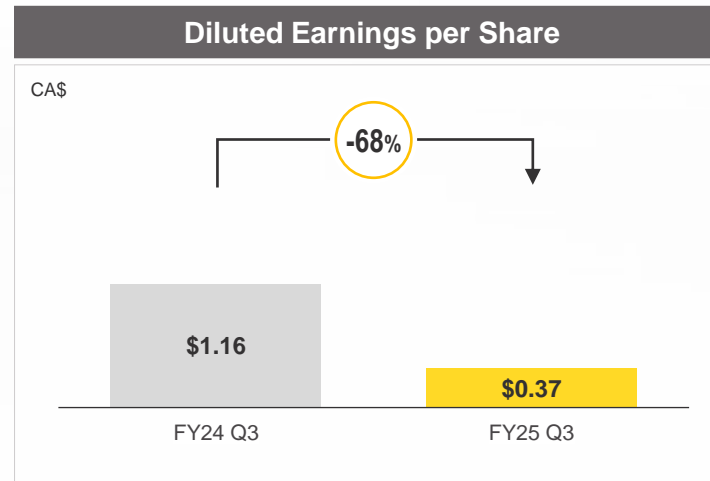 Diluted Earnings per Share
CA$
-68%
$1.16
$0.37
FY24 Q3
FY25 Q3